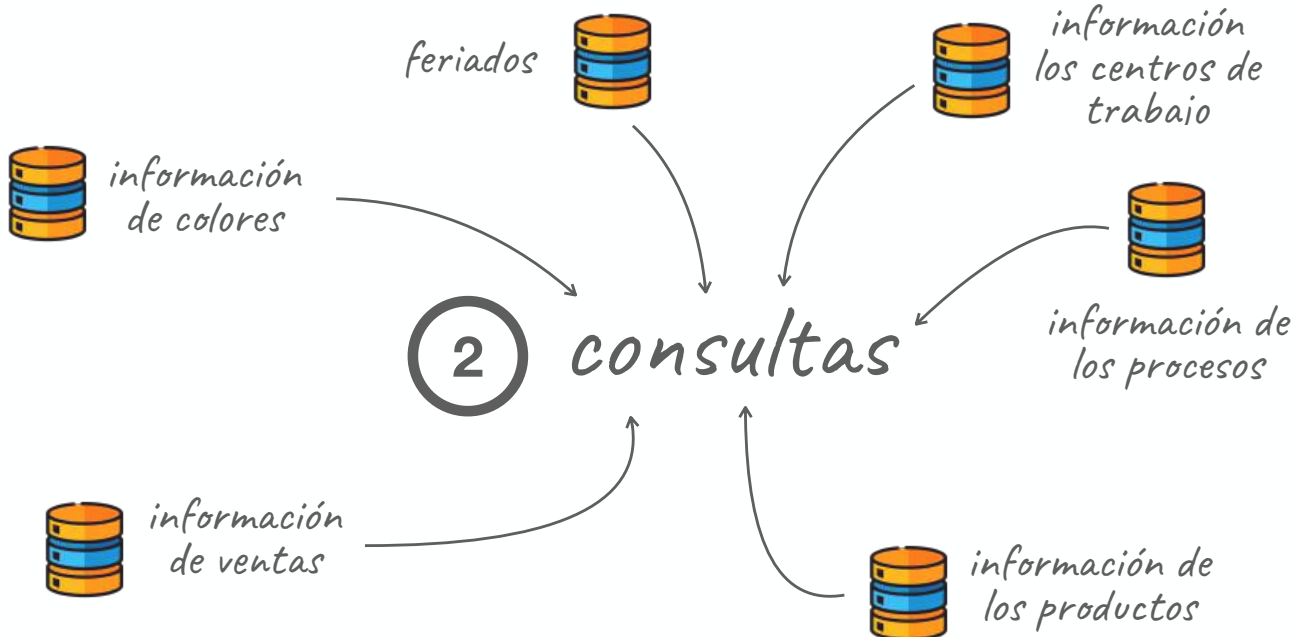 feriados
información
los centros de
trabajo
información
de colores
información de
los procesos
2 consultas
información
de ventas
información de
los productos